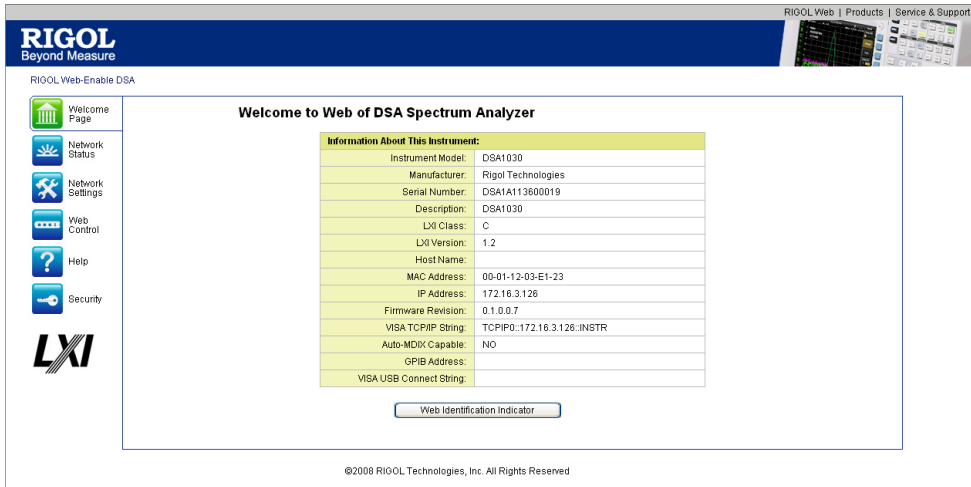 RIGOL Web | Products | Service & Support
RIGOL
Beyond Measure
RIGOL Web-Enable DSA
Welcome Page
Network Status
Network Settings
Web Control
Help
Security
LXI
Welcome to Web of DSA Spectrum Analyzer
Information About This Instrument:
Instrument Model: DSA1030
Manufacturer: Rigol Technologies
Serial Number: DSA1A113600019
Description: DSA1030
LXI Class: C
LXI Version: 1.2
Host Name:
MAC Address: 00-01-12-03-E1-23
IP Address: 172.16.3.126
Firmware Revision: 0.1.0.0.7
VISA TCP/IP String: TCPIP0::172.16.3.126::INSTR
Auto-MDIX Capable: NO
GPIB Address:
VISA USB Connect String:
Web Identification Indicator
©2008 RIGOL Technologies, Inc. All Rights Reserved